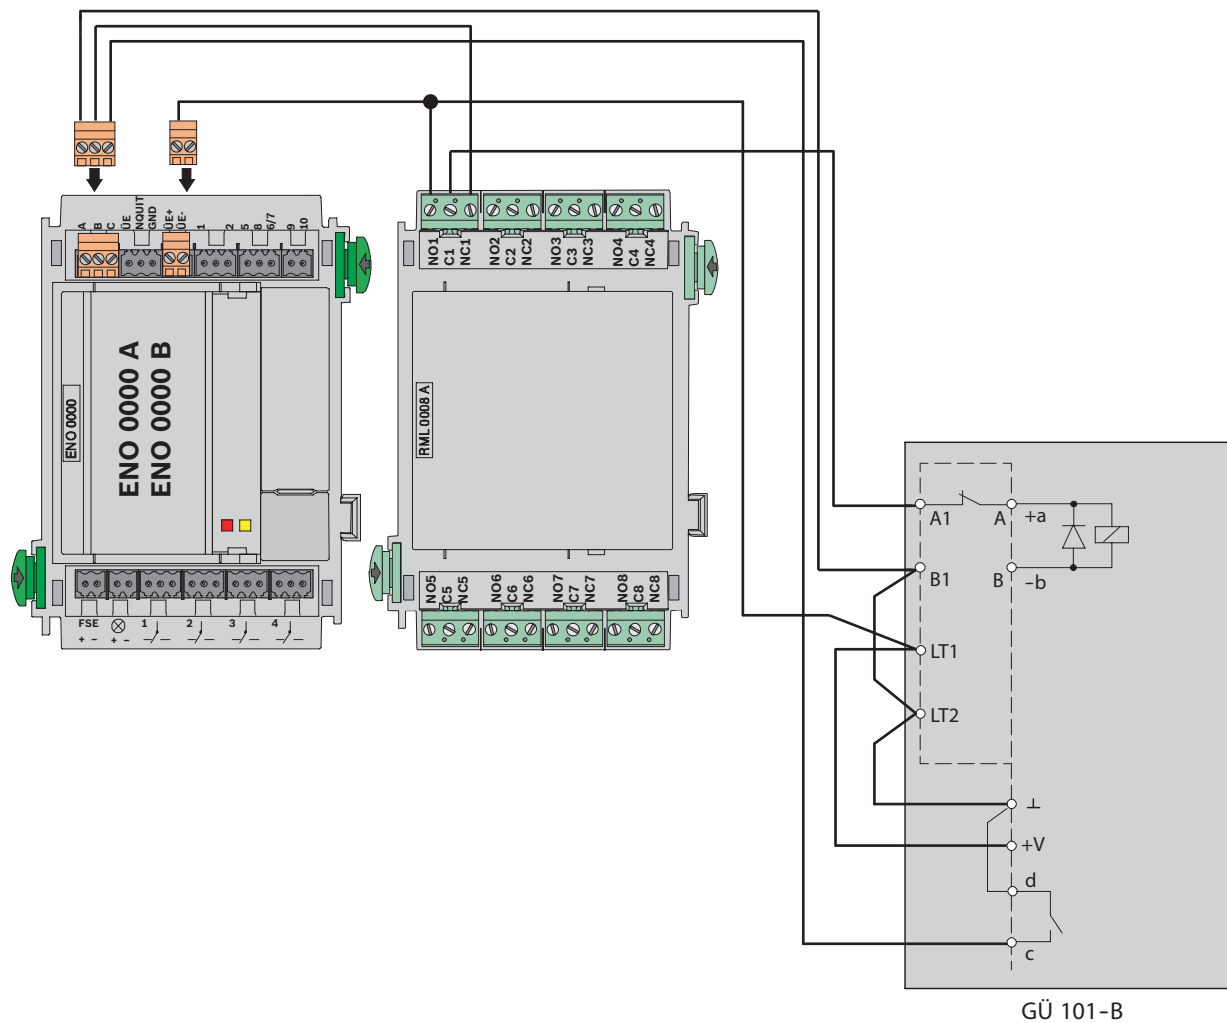 A
B
C
ÜE
NQUIT
GND
ÜE+
ÜE-
1
2
5
8
6/7
9
10
ENO 0000
ENO 0000 A
ENO 0000 B
FSE
+ -
+ -
1
2
3
4
NO1
C1
NC1
NO2
C2
NC2
NO3
C3
NC3
NO4
C4
NC4
RML 0008 A
NO5
C5
NC5
NO6
C6
NC6
NO7
C7
NC7
NO8
C8
NC8
A1
A
+a
B1
B
-b
LT1
LT2
⊥
+V
d
c
GÜ 101-B